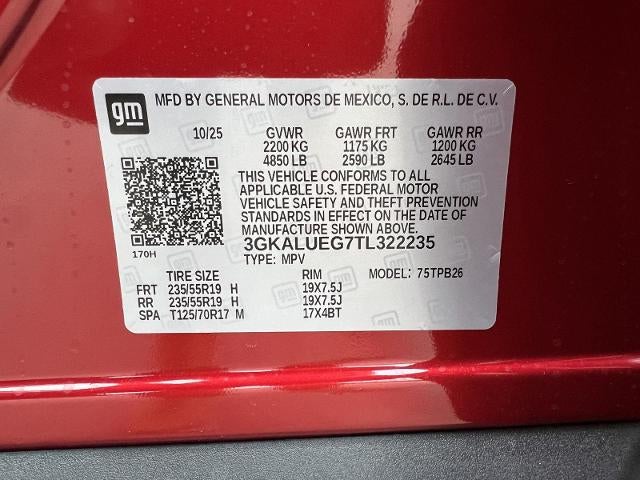 gm MFD BY GENERAL MOTORS DE MEXICO, S. DE R.L. DE C.V.
10/25 GVWR GAWR FRT GAWR RR
2200 KG 1175 KG 1200 KG
4850 LB 2590 LB 2645 LB
THIS VEHICLE CONFORMS TO ALL
APPLICABLE U.S. FEDERAL MOTOR
VEHICLE SAFETY AND THEFT PREVENTION
STANDARDS IN EFFECT ON THE DATE OF
MANUFACTURE SHOWN ABOVE.
3GKALUEG7TL322235
170H TYPE: MPV
TIRE SIZE RIM MODEL: 75TPB26
FRT 235/55R19 H 19X7.5J
RR 235/55R19 H 19X7.5J
SPA T125/70R17 M 17X4BT